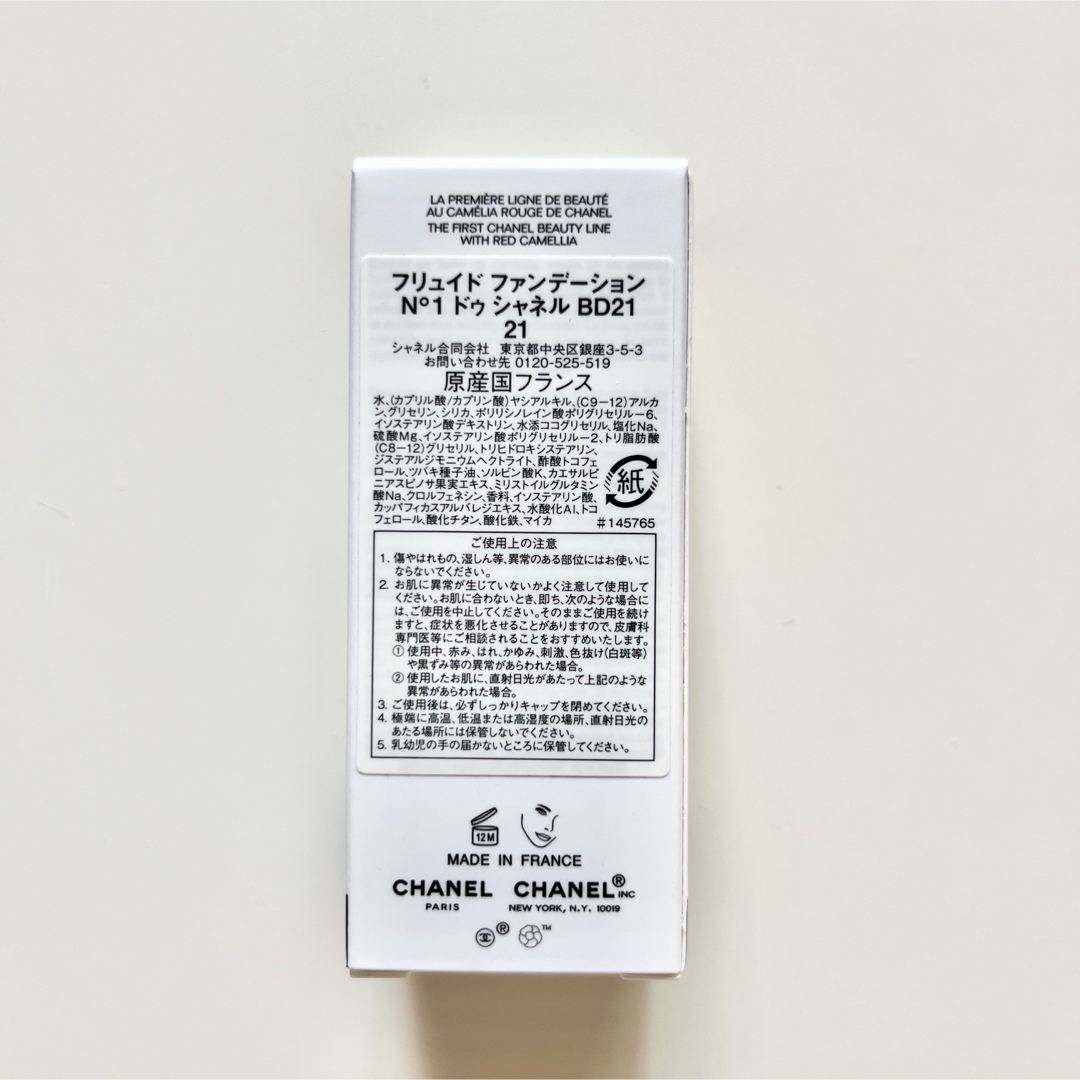 LA PREMIÈRE LIGNE DE BEAUTÉ
AU CAMÉLIA ROUGE DE CHANEL
THE FIRST CHANEL BEAUTY LINE
WITH RED CAMELLIA
フリュイド ファンデーション
N°1 ドゥ シャネル BD21
21
シャネル合同会社 東京都中央区銀座3-5-3
お問い合わせ先 0120-525-519
原産国フランス
水、(カプリル酸/カプリン酸)ヤシアルキル、(C9-12)アルカ
ン、グリセリン、シリカ、ポリリシノレイン酸ポリグリセリル-6、
イソステアリン酸デキストリン、水添ココグリセリル、塩化Na、
硫酸Mg、イソステアリン酸ポリグリセリル-2、トリ脂肪酸
(C8-12)グリセリル、トリヒドロキシステアリン、
ジステアルジモニウムヘクトライト、酢酸トコフェ
ロール、ツバキ種子油、ソルビン酸K、カエサルピ
ニアスピノサ果実エキス、ミリストイルグルタミン
酸Na、クロルフェネシン、香料、イソステアリン酸、
カッパフィカスアルバレジエキス、水酸化Al、トコ
フェロール、酸化チタン、酸化鉄、マイカ
紙
#145765
ご使用上の注意
1. 傷やはれもの、湿しん等、異常のある部位にはお使いに
ならないでください。
2. お肌に異常が生じていないかよく注意して使用して
ください。お肌に合わないとき、即ち、次のような場合に
は、ご使用を中止してください。そのままご使用を続け
ますと、症状を悪化させることがありますので、皮膚科
専門医等にご相談されることをおすすめいたします。
① 使用中、赤み、はれ、かゆみ、刺激、色抜け(白斑等)
や黒ずみ等の異常があらわれた場合。
② 使用したお肌に、直射日光があたって上記のような
異常があらわれた場合。
3. ご使用後は、必ずしっかりキャップを閉めてください。
4. 極端に高温、低温または高湿度の場所、直射日光の
あたる場所には保管しないでください。
5. 乳幼児の手の届かないところに保管してください。
12M
MADE IN FRANCE
CHANEL CHANEL® INC
PARIS NEW YORK, N.Y. 10019
® ™